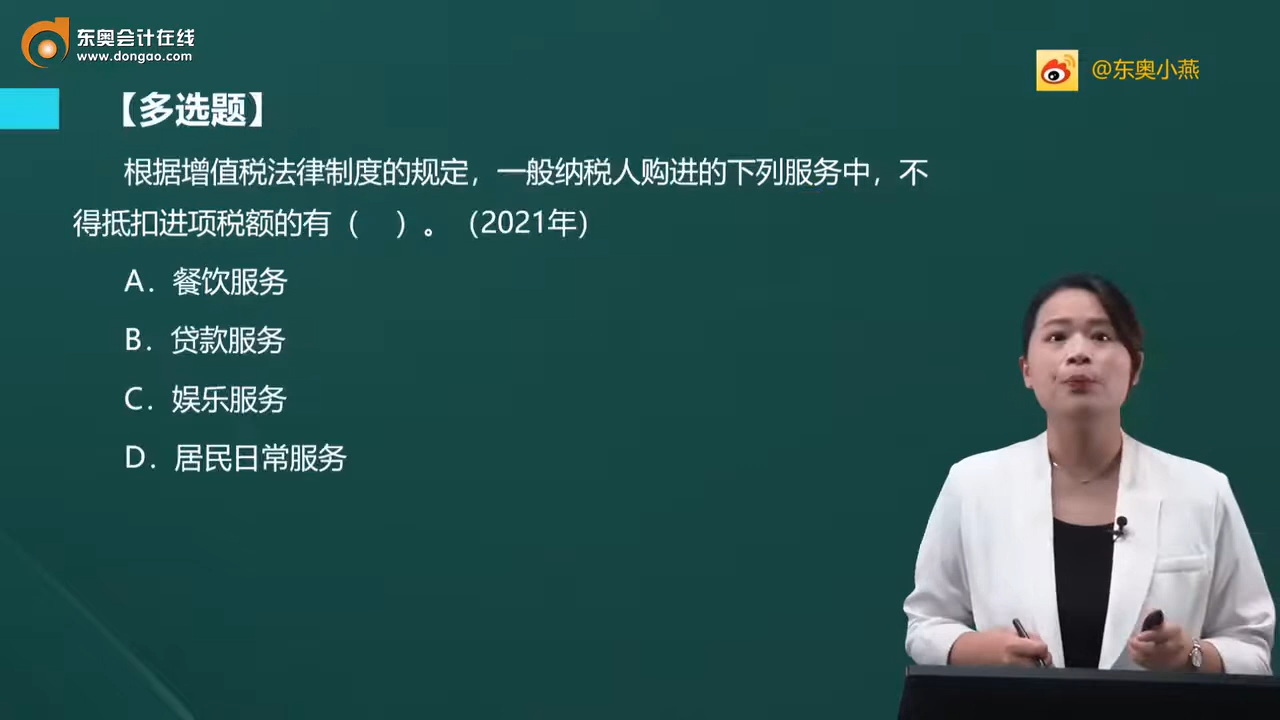 东奥会计在线
www.dongao.com
@东奥小燕
【多选题】
根据增值税法律制度的规定，一般纳税人购进的下列服务中，不
得抵扣进项税额的有（ ）。（2021年）
A．餐饮服务
B．贷款服务
C．娱乐服务
D．居民日常服务